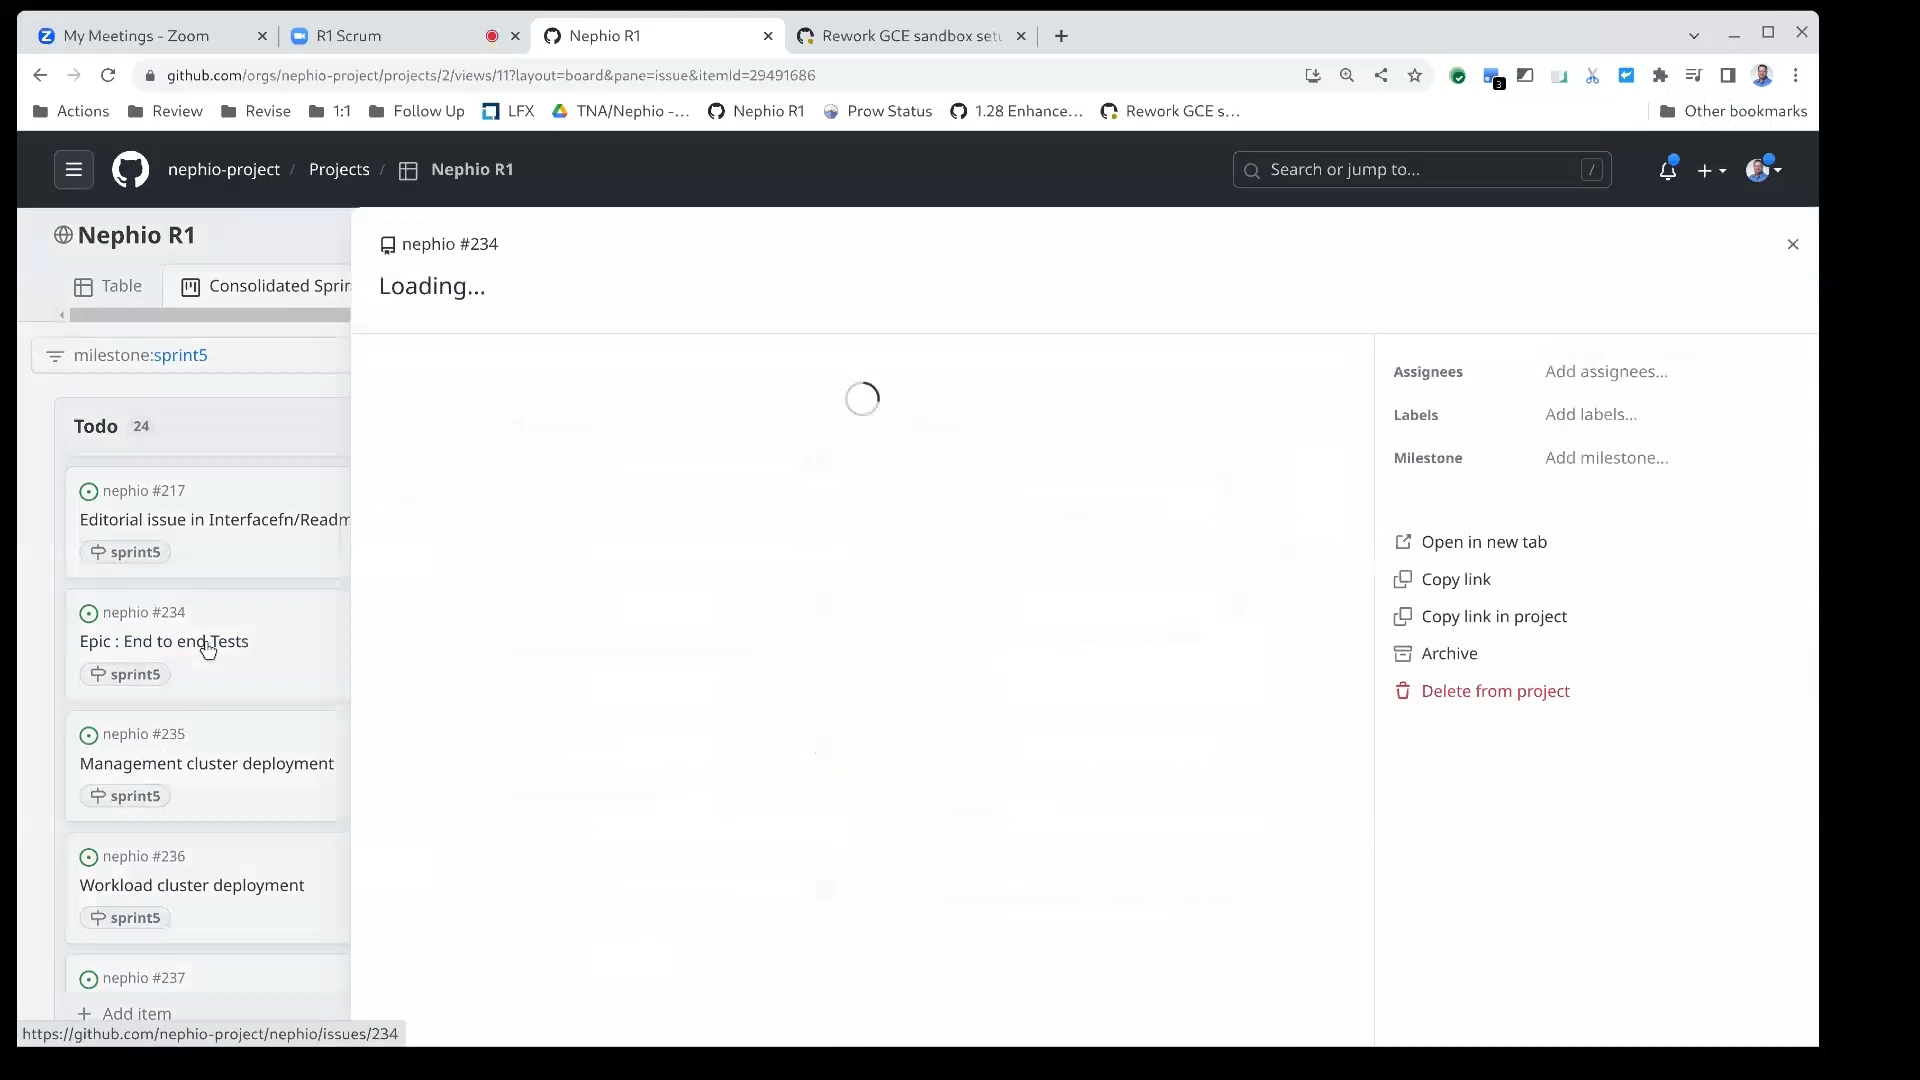 My Meetings - Zoom
R1 Scrum
Nephio R1
Rework GCE sandbox setu
github.com/orgs/nephio-project/projects/2/views/11?layout=board&pane=issue&itemId=29491686
3
Actions
Review
Revise
1:1
Follow Up
LFX
TNA/Nephio -...
Nephio R1
Prow Status
1.28 Enhance...
Rework GCE s...
Other bookmarks
nephio-project / Projects / Nephio R1
Search or jump to...
/
Nephio R1
Table
Consolidated Sprin
milestone:sprint5
Todo 24
nephio #217
Editorial issue in Interfacefn/Readm
sprint5
nephio #234
Epic : End to end Tests
sprint5
nephio #235
Management cluster deployment
sprint5
nephio #236
Workload cluster deployment
sprint5
nephio #237
+ Add item
https://github.com/nephio-project/nephio/issues/234
nephio #234
Loading...
Assignees Add assignees...
Labels Add labels...
Milestone Add milestone...
Open in new tab
Copy link
Copy link in project
Archive
Delete from project